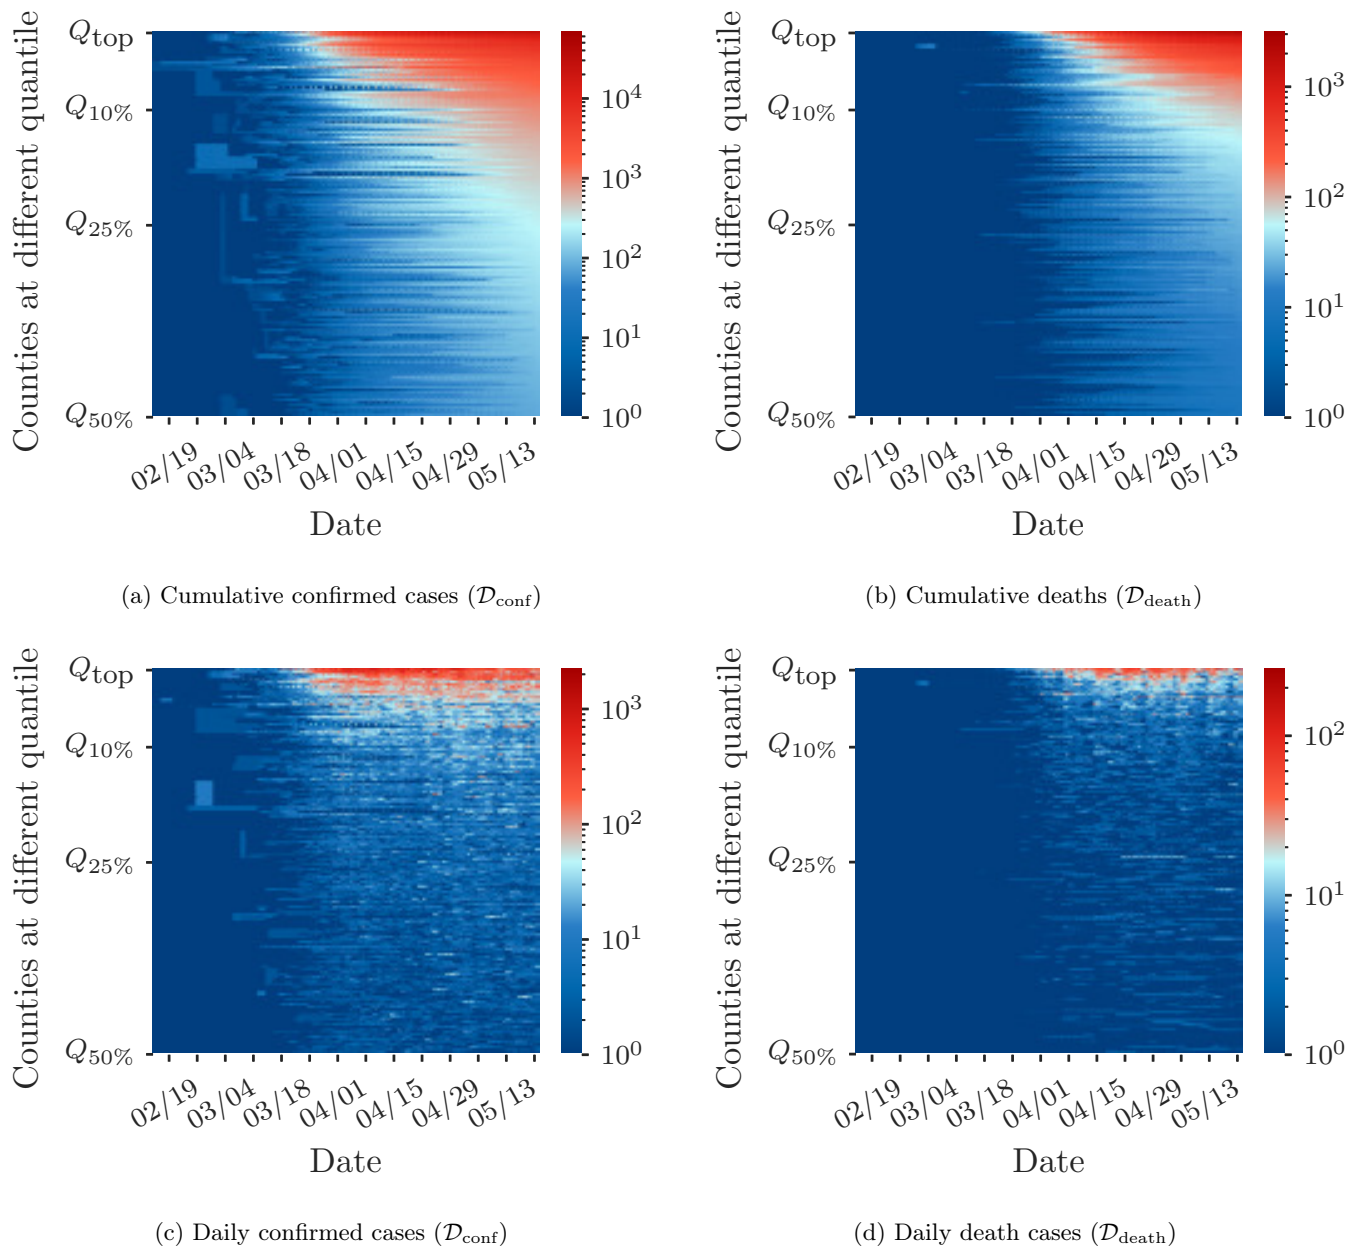 Counties at different quantile
Q_top
Q_10%
Q_25%
Q_50%
10^4
10^3
10^2
10^1
10^0
02/19 03/04 03/18 04/01 04/15 04/29 05/13
Date
(a) Cumulative confirmed cases (𝒟_conf)
Counties at different quantile
Q_top
Q_10%
Q_25%
Q_50%
10^3
10^2
10^1
10^0
02/19 03/04 03/18 04/01 04/15 04/29 05/13
Date
(b) Cumulative deaths (𝒟_death)
Counties at different quantile
Q_top
Q_10%
Q_25%
Q_50%
10^3
10^2
10^1
10^0
02/19 03/04 03/18 04/01 04/15 04/29 05/13
Date
(c) Daily confirmed cases (𝒟_conf)
Counties at different quantile
Q_top
Q_10%
Q_25%
Q_50%
10^2
10^1
10^0
02/19 03/04 03/18 04/01 04/15 04/29 05/13
Date
(d) Daily death cases (𝒟_death)